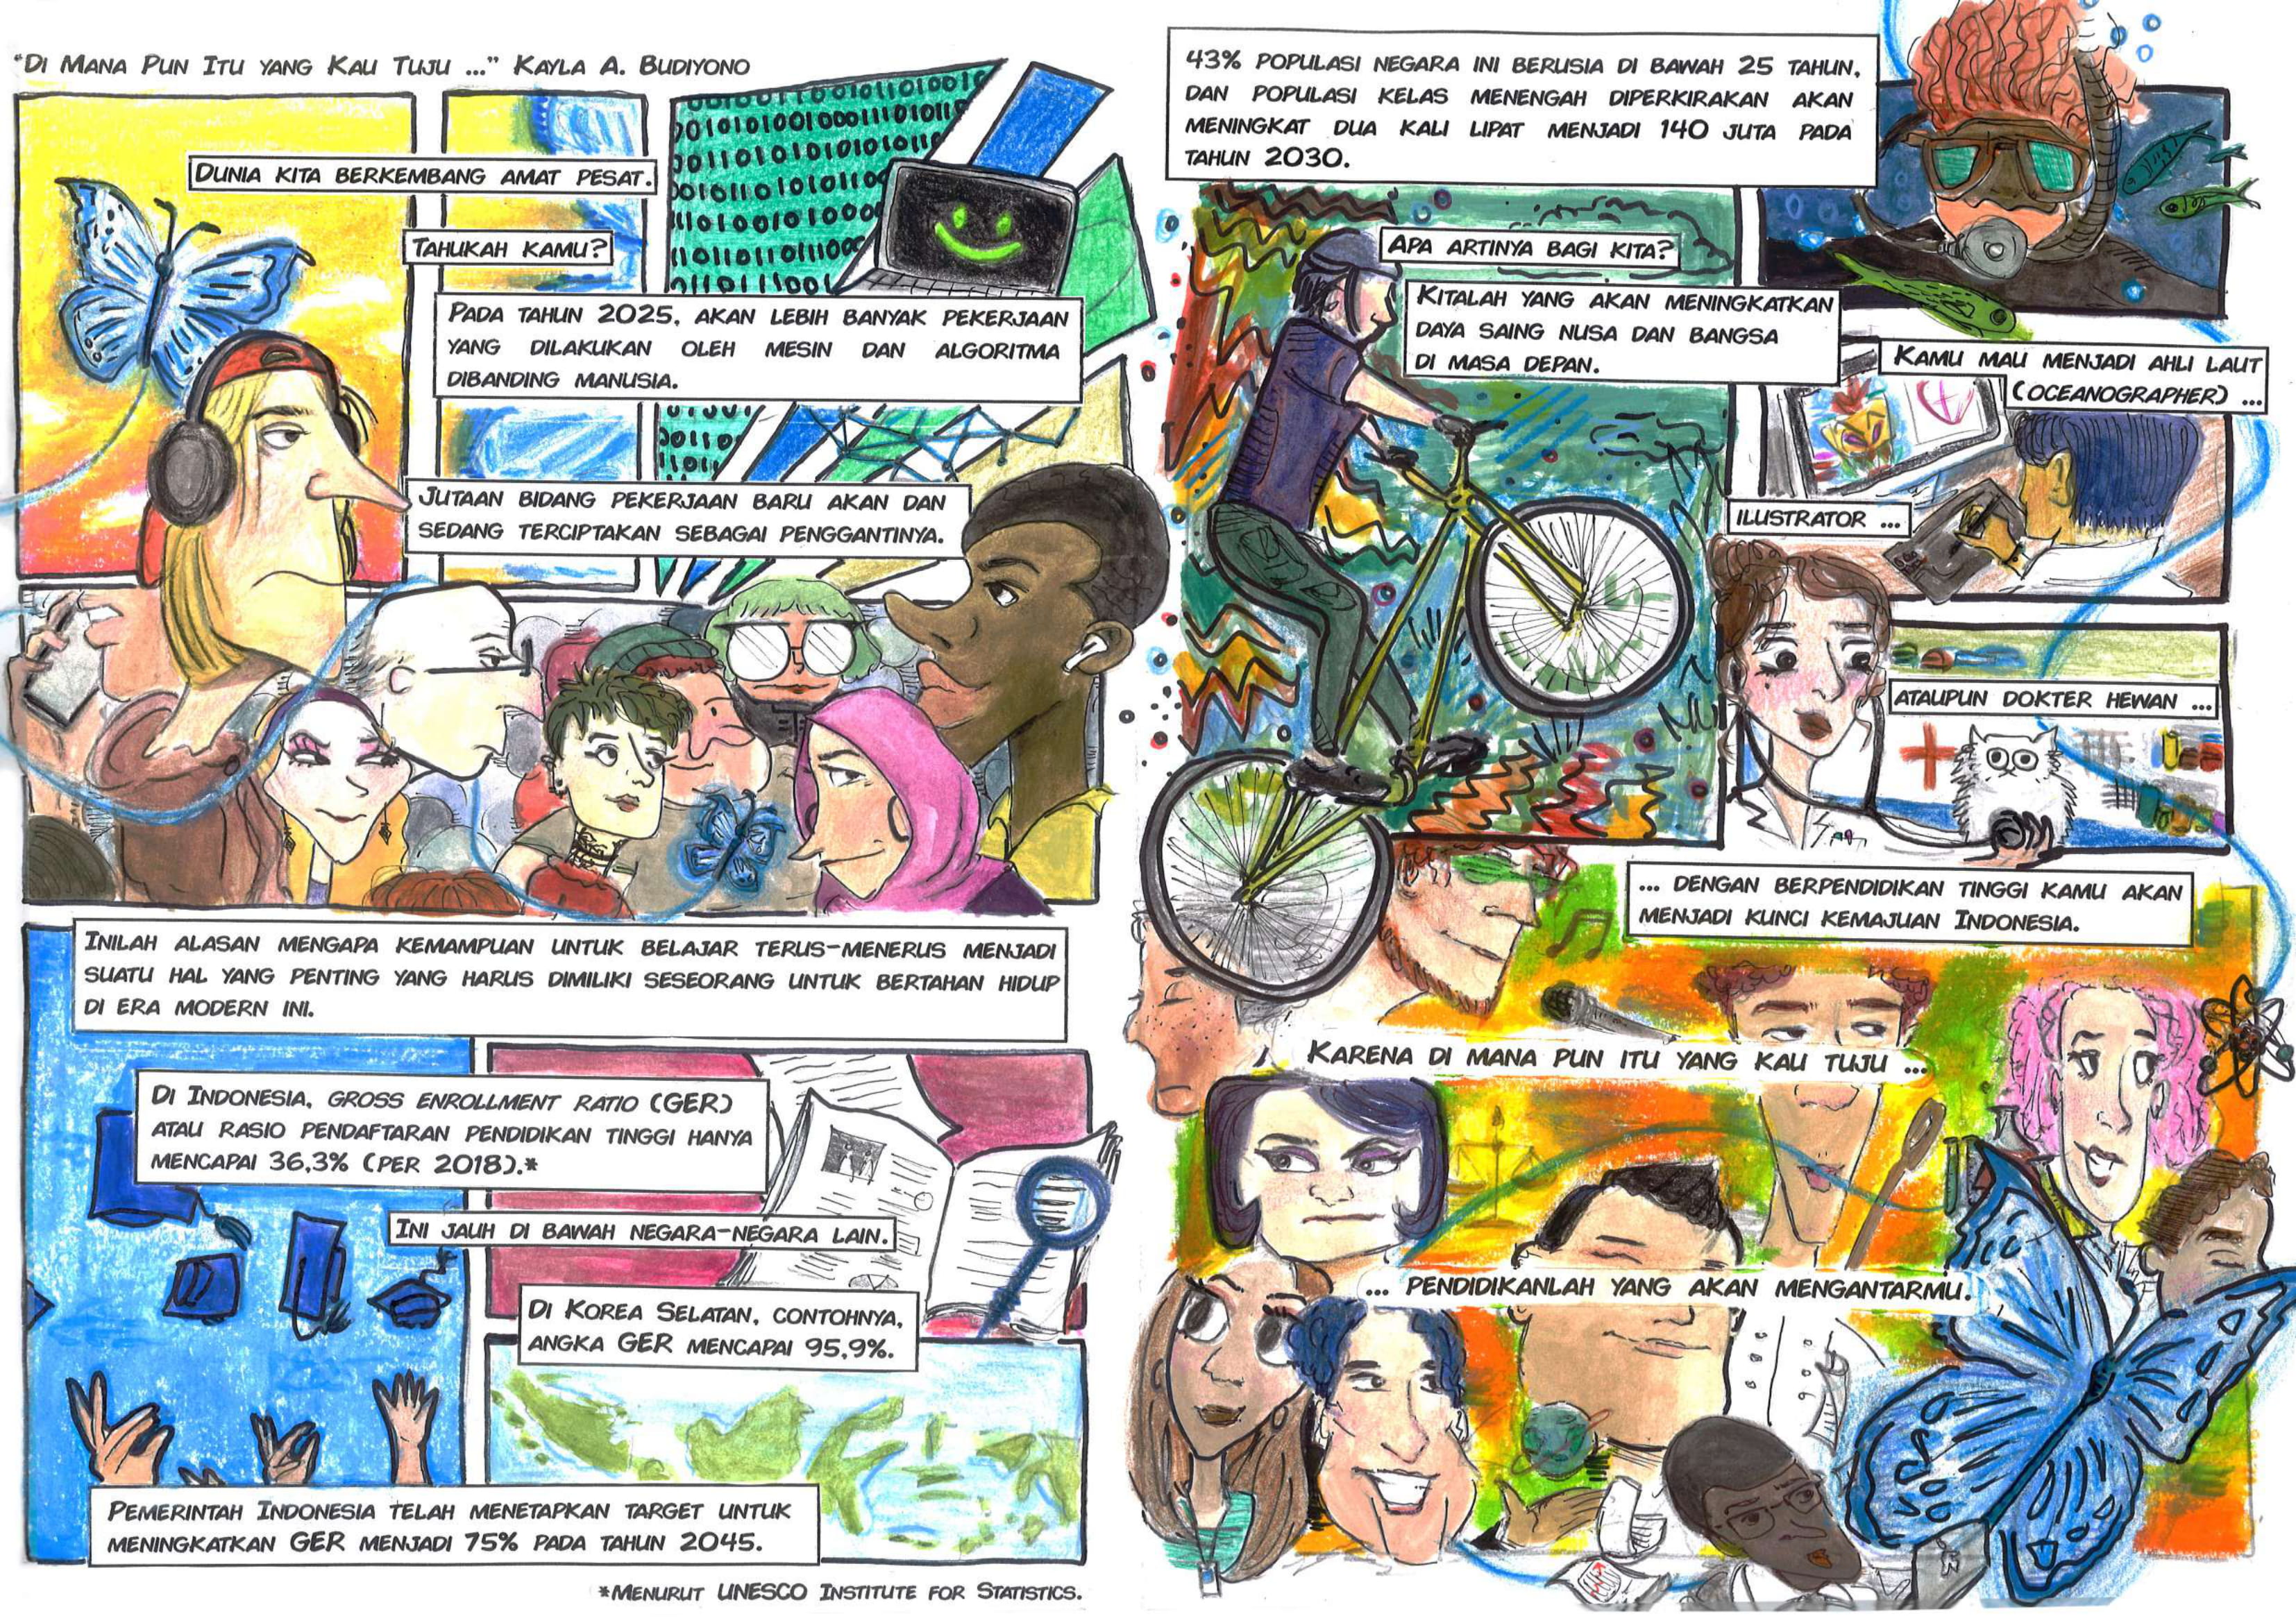 "Di Mana Pun Itu yang Kau Tuju ..." Kayla A. Budiyono
Dunia kita berkembang amat pesat.
Tahukah kamu?
Pada tahun 2025, akan lebih banyak pekerjaan
yang dilakukan oleh mesin dan algoritma
dibanding manusia.
Jutaan bidang pekerjaan baru akan dan
sedang terciptakan sebagai penggantinya.
Inilah alasan mengapa kemampuan untuk belajar terus-menerus menjadi
suatu hal yang penting yang harus dimiliki seseorang untuk bertahan hidup
di era modern ini.
Di Indonesia, gross enrollment ratio (GER)
atau rasio pendaftaran pendidikan tinggi hanya
mencapai 36,3% (per 2018).*
Ini jauh di bawah negara-negara lain.
Di Korea Selatan, contohnya,
angka GER mencapai 95,9%.
Pemerintah Indonesia telah menetapkan target untuk
meningkatkan GER menjadi 75% pada tahun 2045.
*Menurut UNESCO Institute for Statistics.
43% populasi negara ini berusia di bawah 25 tahun,
dan populasi kelas menengah diperkirakan akan
meningkat dua kali lipat menjadi 140 juta pada
tahun 2030.
Apa artinya bagi kita?
Kitalah yang akan meningkatkan
daya saing nusa dan bangsa
di masa depan.
Kamu mau menjadi ahli laut
(oceanographer) ...
ilustrator ...
ataupun dokter hewan ...
... dengan berpendidikan tinggi kamu akan
menjadi kunci kemajuan Indonesia.
Karena di mana pun itu yang kau tuju ...
... pendidikanlah yang akan mengantarmu.